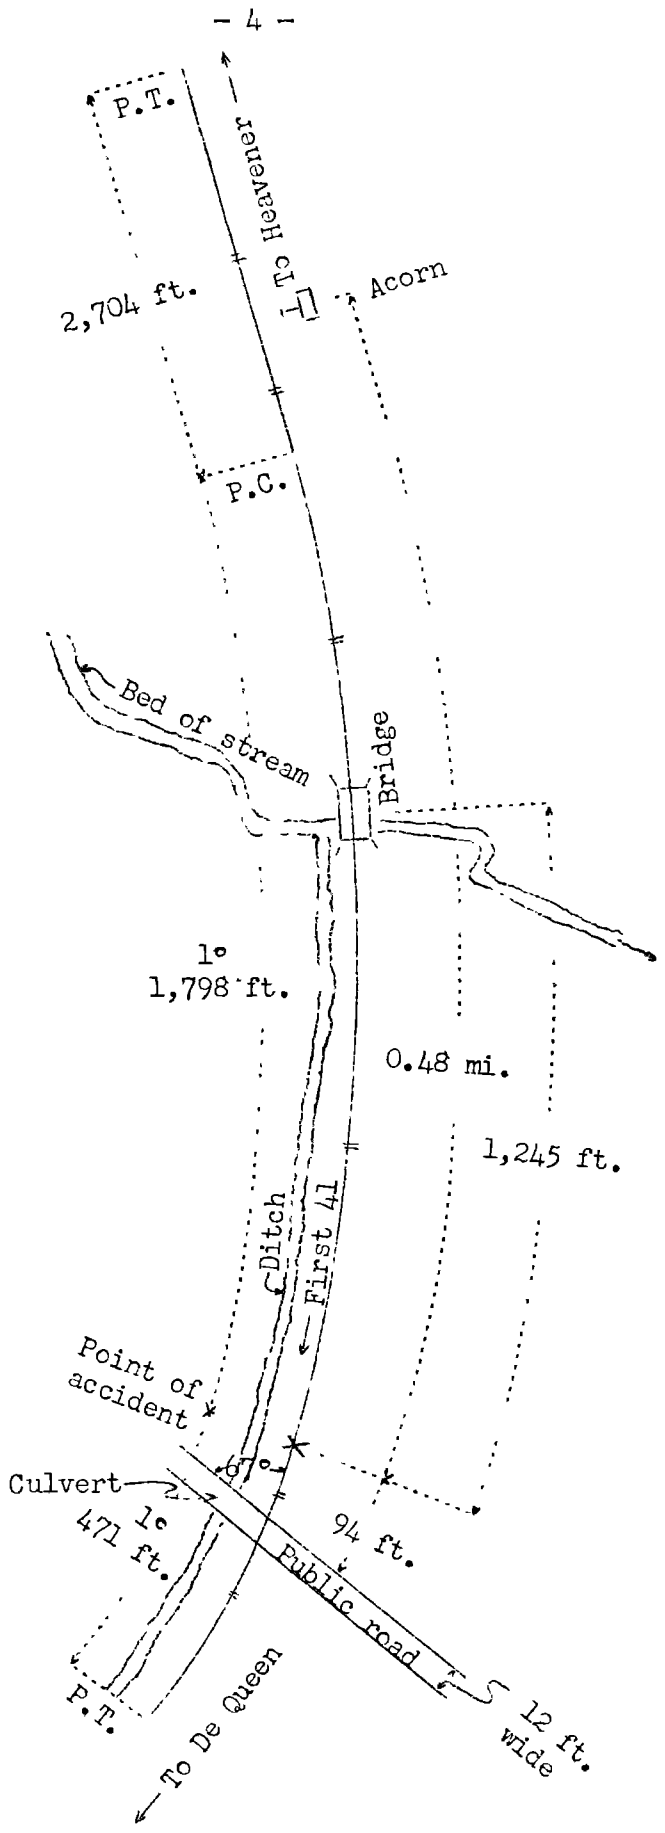 - 4 -
P.T.
To Heavener
Acorn
2,704 ft.
P.C.
Bed of stream
Bridge
1°
1,798 ft.
0.48 mi.
1,245 ft.
Ditch
First 41
Point of
accident
67°
Culvert
1°
471 ft.
94 ft.
Public road
P.T.
To De Queen
12 ft.
wide